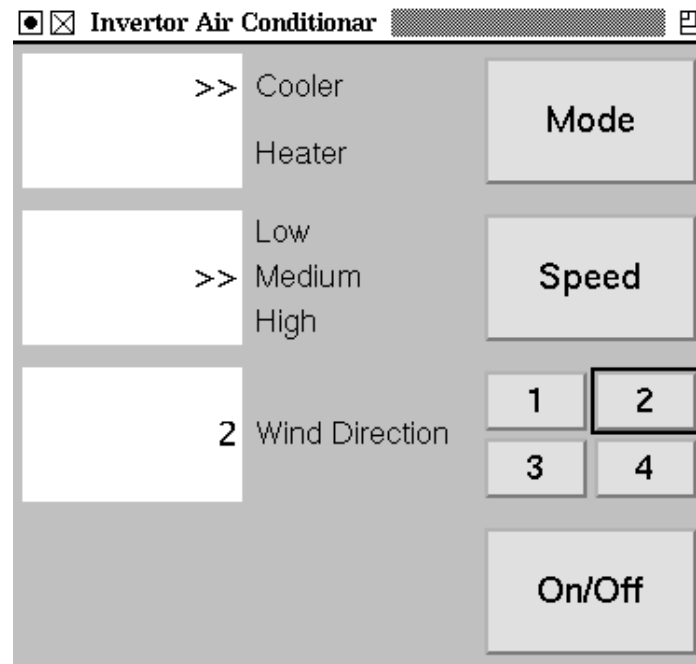 Invertor Air Conditionar
>> Cooler
Heater
Mode
Low
>> Medium
High
Speed
2 Wind Direction
1 2
3 4
On/Off